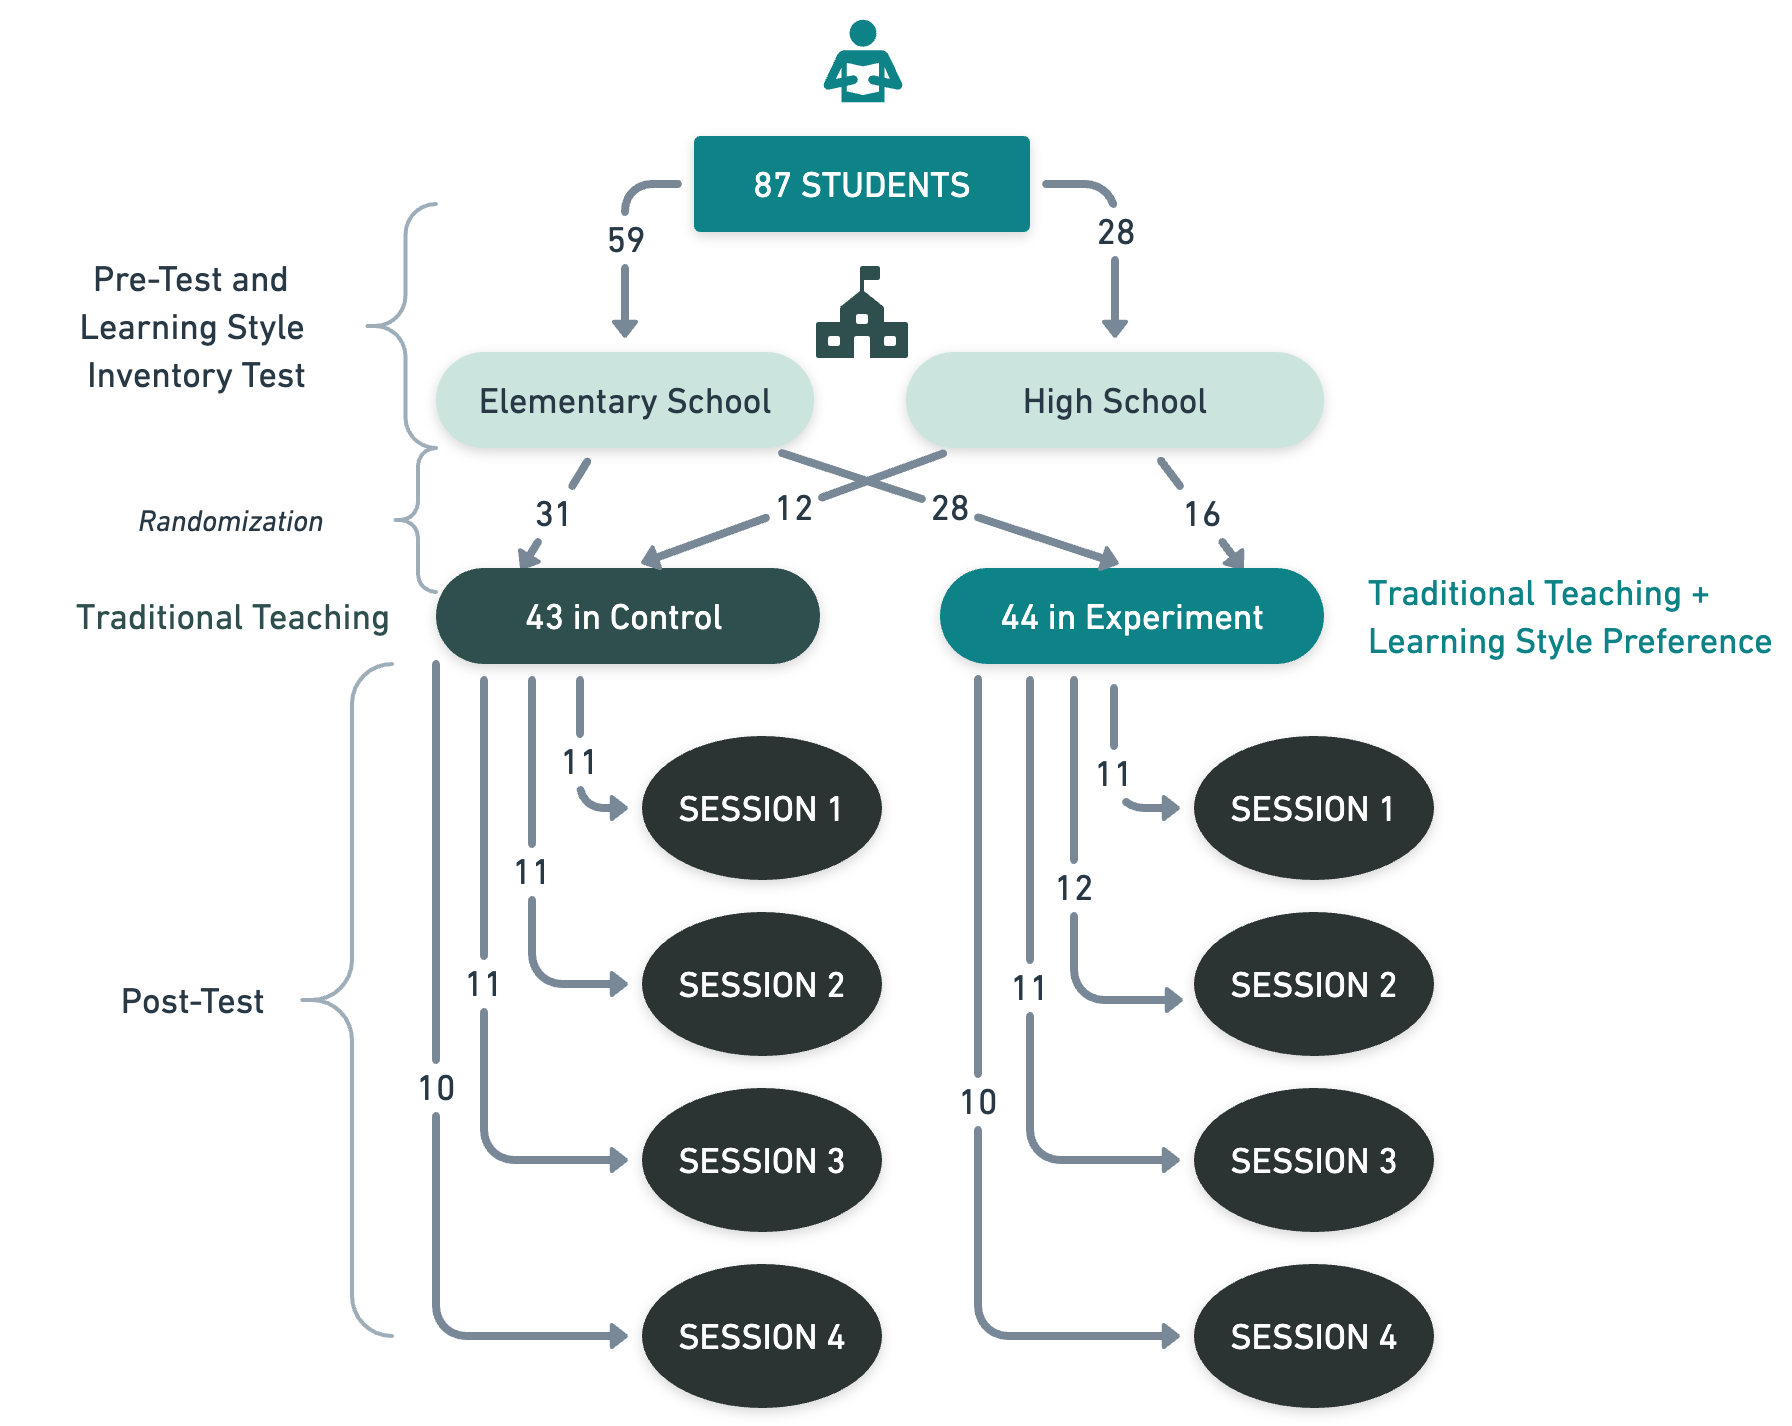 87 STUDENTS
59
28
Pre-Test and
Learning Style
Inventory Test
Elementary School
High School
Randomization
31
12
28
16
Traditional Teaching
43 in Control
44 in Experiment
Traditional Teaching +
Learning Style Preference
11
SESSION 1
11
SESSION 2
11
SESSION 3
10
SESSION 4
11
SESSION 1
12
SESSION 2
11
SESSION 3
10
SESSION 4
Post-Test